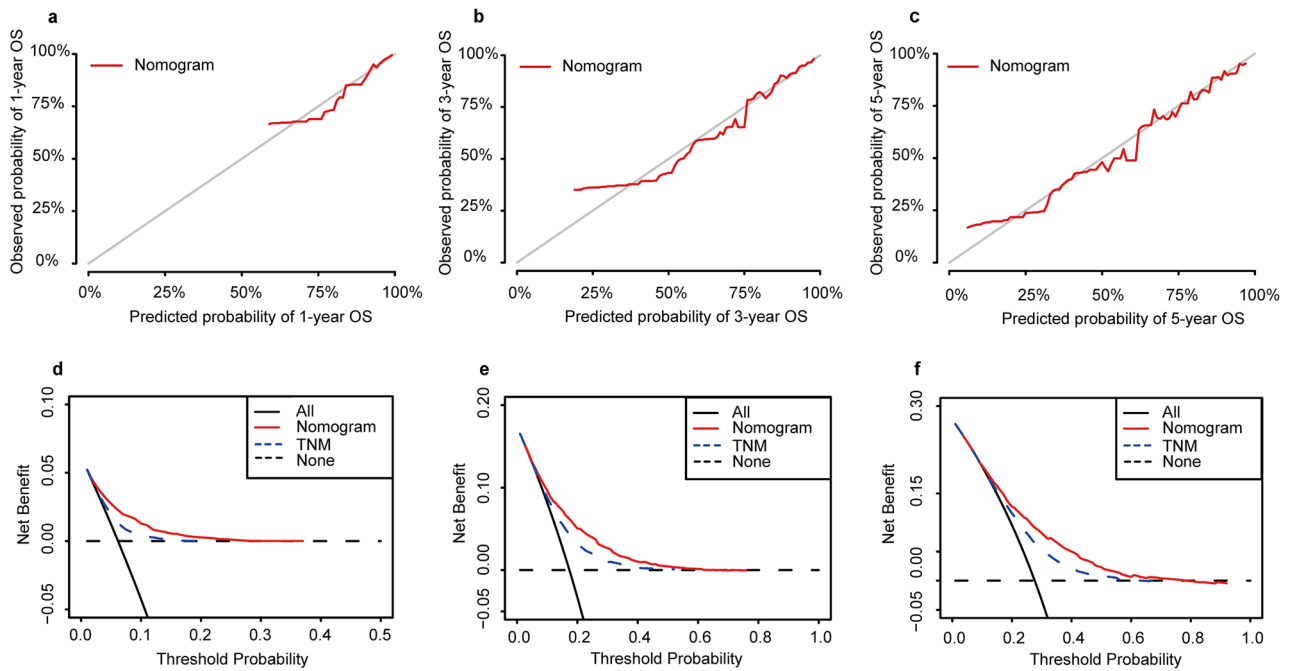 a
Observed probability of 1-year OS
100%
75%
50%
25%
0%
Nomogram
0%
25%
50%
75%
100%
Predicted probability of 1-year OS
b
Observed probability of 3-year OS
100%
75%
50%
25%
0%
Nomogram
0%
25%
50%
75%
100%
Predicted probability of 3-year OS
c
Observed probability of 5-year OS
100%
75%
50%
25%
0%
Nomogram
0%
25%
50%
75%
100%
Predicted probability of 5-year OS
d
Net Benefit
0.10
0.05
0.00
−0.05
All
Nomogram
TNM
None
0.0
0.1
0.2
0.3
0.4
0.5
Threshold Probability
e
Net Benefit
0.20
0.10
0.00
−0.05
All
Nomogram
TNM
None
0.0
0.2
0.4
0.6
0.8
1.0
Threshold Probability
f
Net Benefit
0.30
0.15
0.00
−0.05
All
Nomogram
TNM
None
0.0
0.2
0.4
0.6
0.8
1.0
Threshold Probability